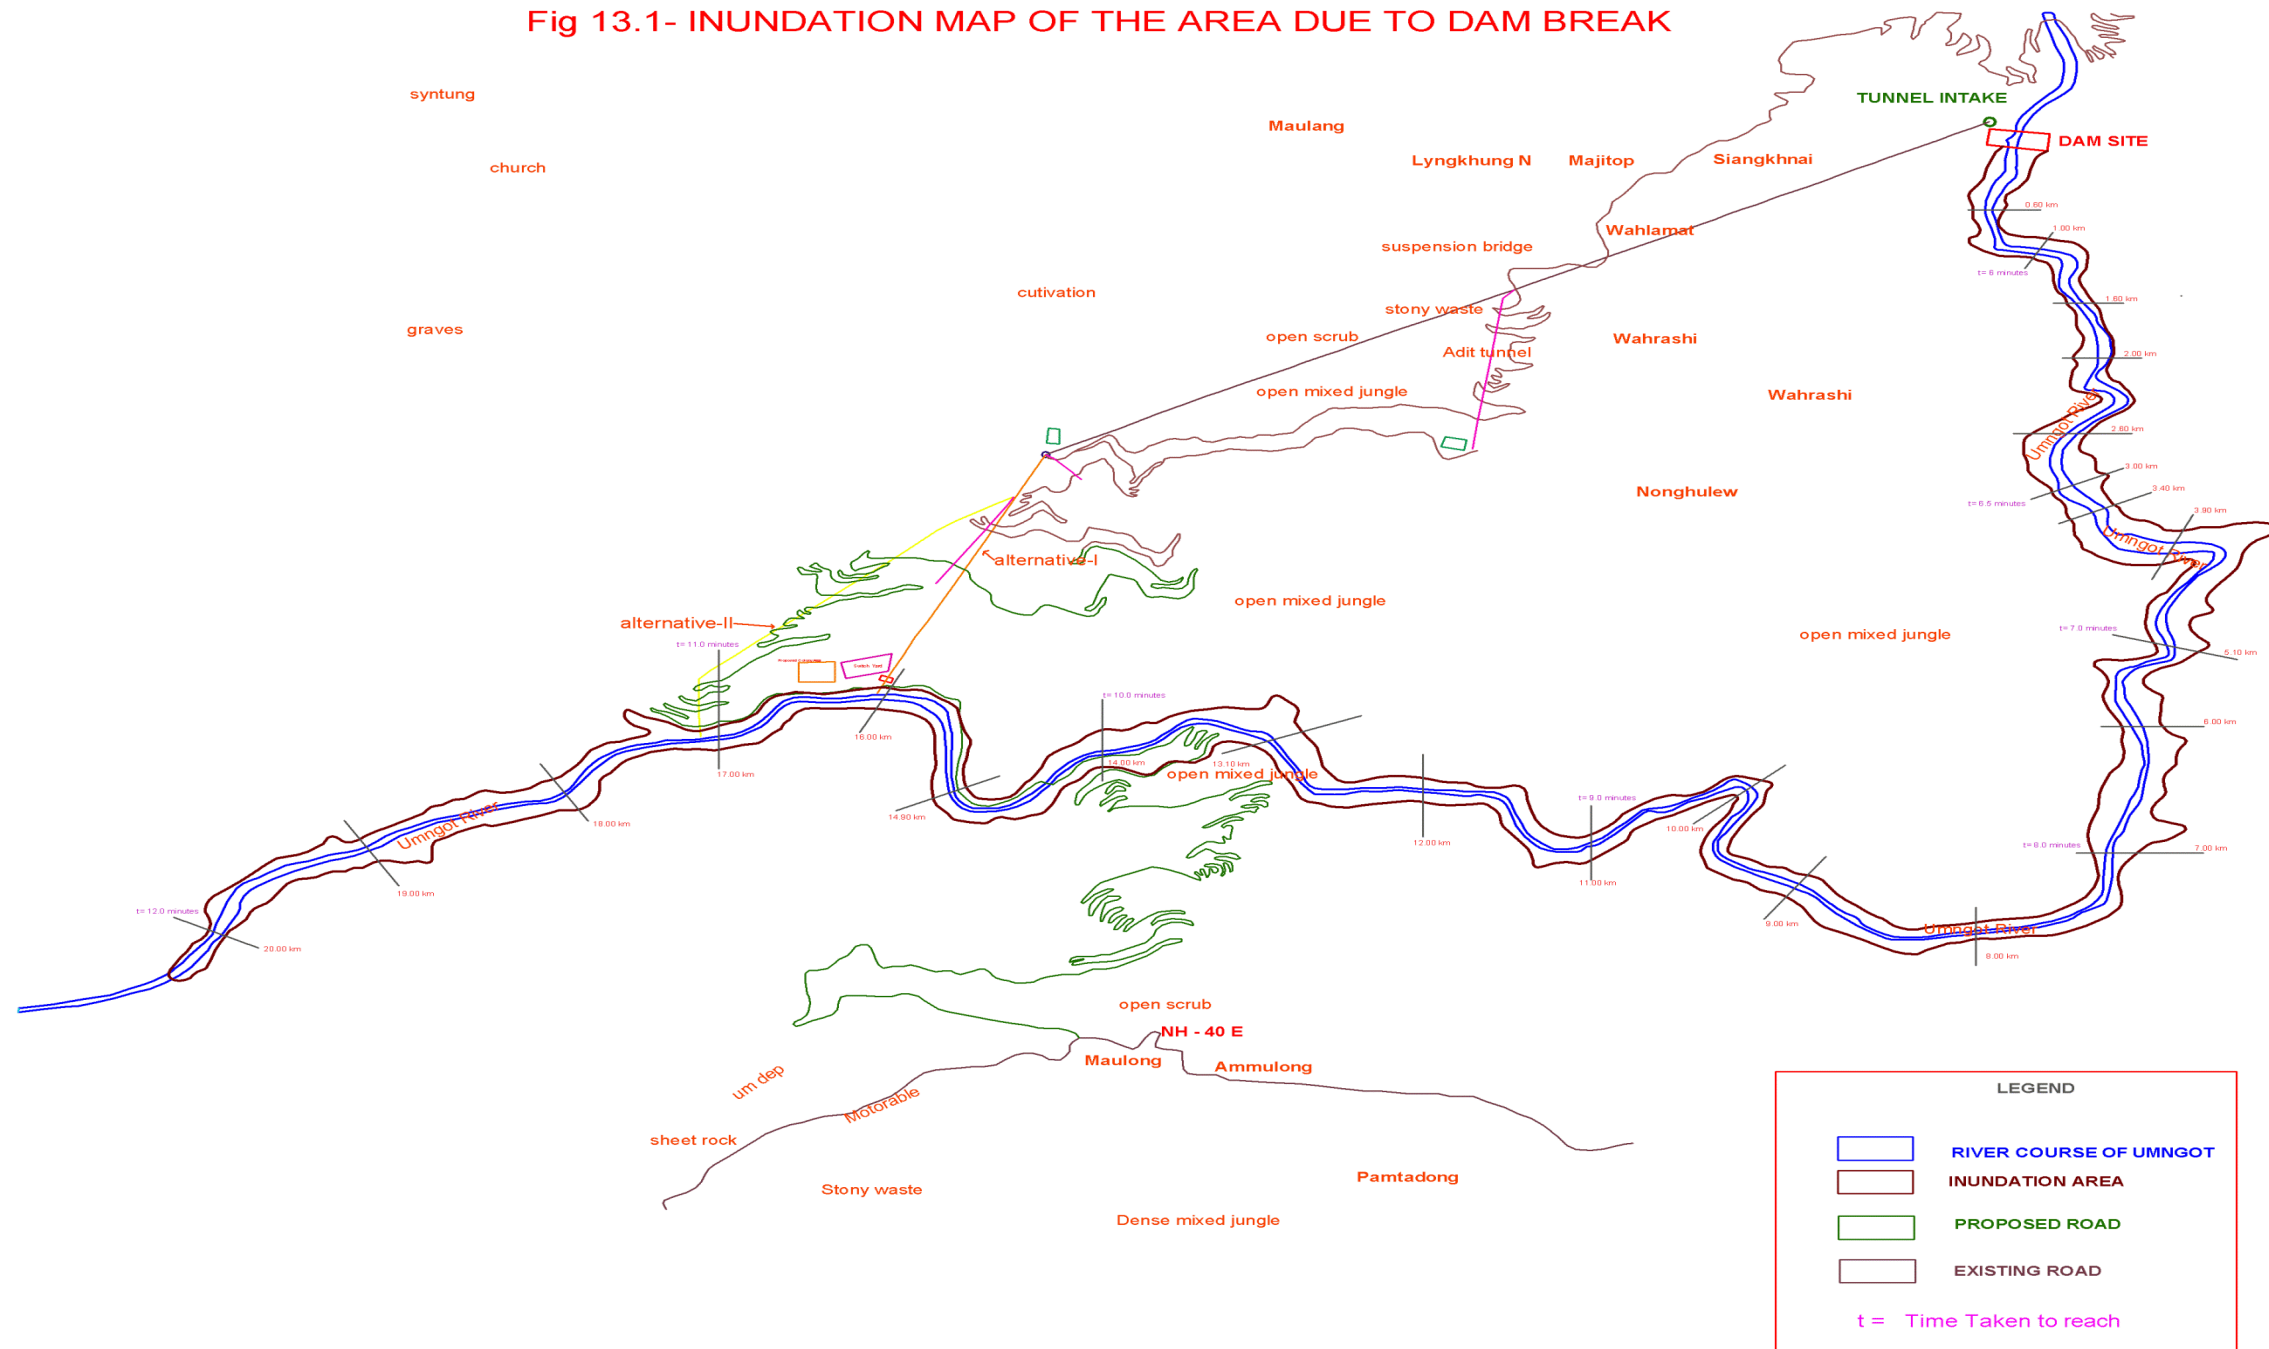 Fig 13.1- INUNDATION MAP OF THE AREA DUE TO DAM BREAK
syntung
TUNNEL INTAKE
Maulang
DAM SITE
church
Lyngkhung N
Majitop
Siangkhnai
0.60 km
1.00 km
Wahlamat
suspension bridge
t= 6 minutes
cutivation
1.60 km
stony waste
graves
open scrub
Wahrashi
Adit tunnel
2.00 km
open mixed jungle
Wahrashi
Umngot River
2.60 km
3.00 km
3.40 km
Nonghulew
t= 6.5 minutes
3.90 km
Umngot River
alternative-I
open mixed jungle
alternative-II
t= 7.0 minutes
open mixed jungle
t= 11.0 minutes
5.10 km
Switch Yard
t= 10.0 minutes
6.00 km
16.00 km
14.00 km
13.10 km
17.00 km
open mixed jungle
t= 9.0 minutes
14.90 km
18.00 km
Umngot River
10.00 km
12.00 km
t= 8.0 minutes
7.00 km
11.00 km
19.00 km
t= 12.0 minutes
9.00 km
Umngot River
20.00 km
8.00 km
open scrub
NH - 40 E
Maulong
Ammulong
um dep
Motorable
sheet rock
Stony waste
Pamtadong
Dense mixed jungle
LEGEND
RIVER COURSE OF UMNGOT
INUNDATION AREA
PROPOSED ROAD
EXISTING ROAD
t = Time Taken to reach